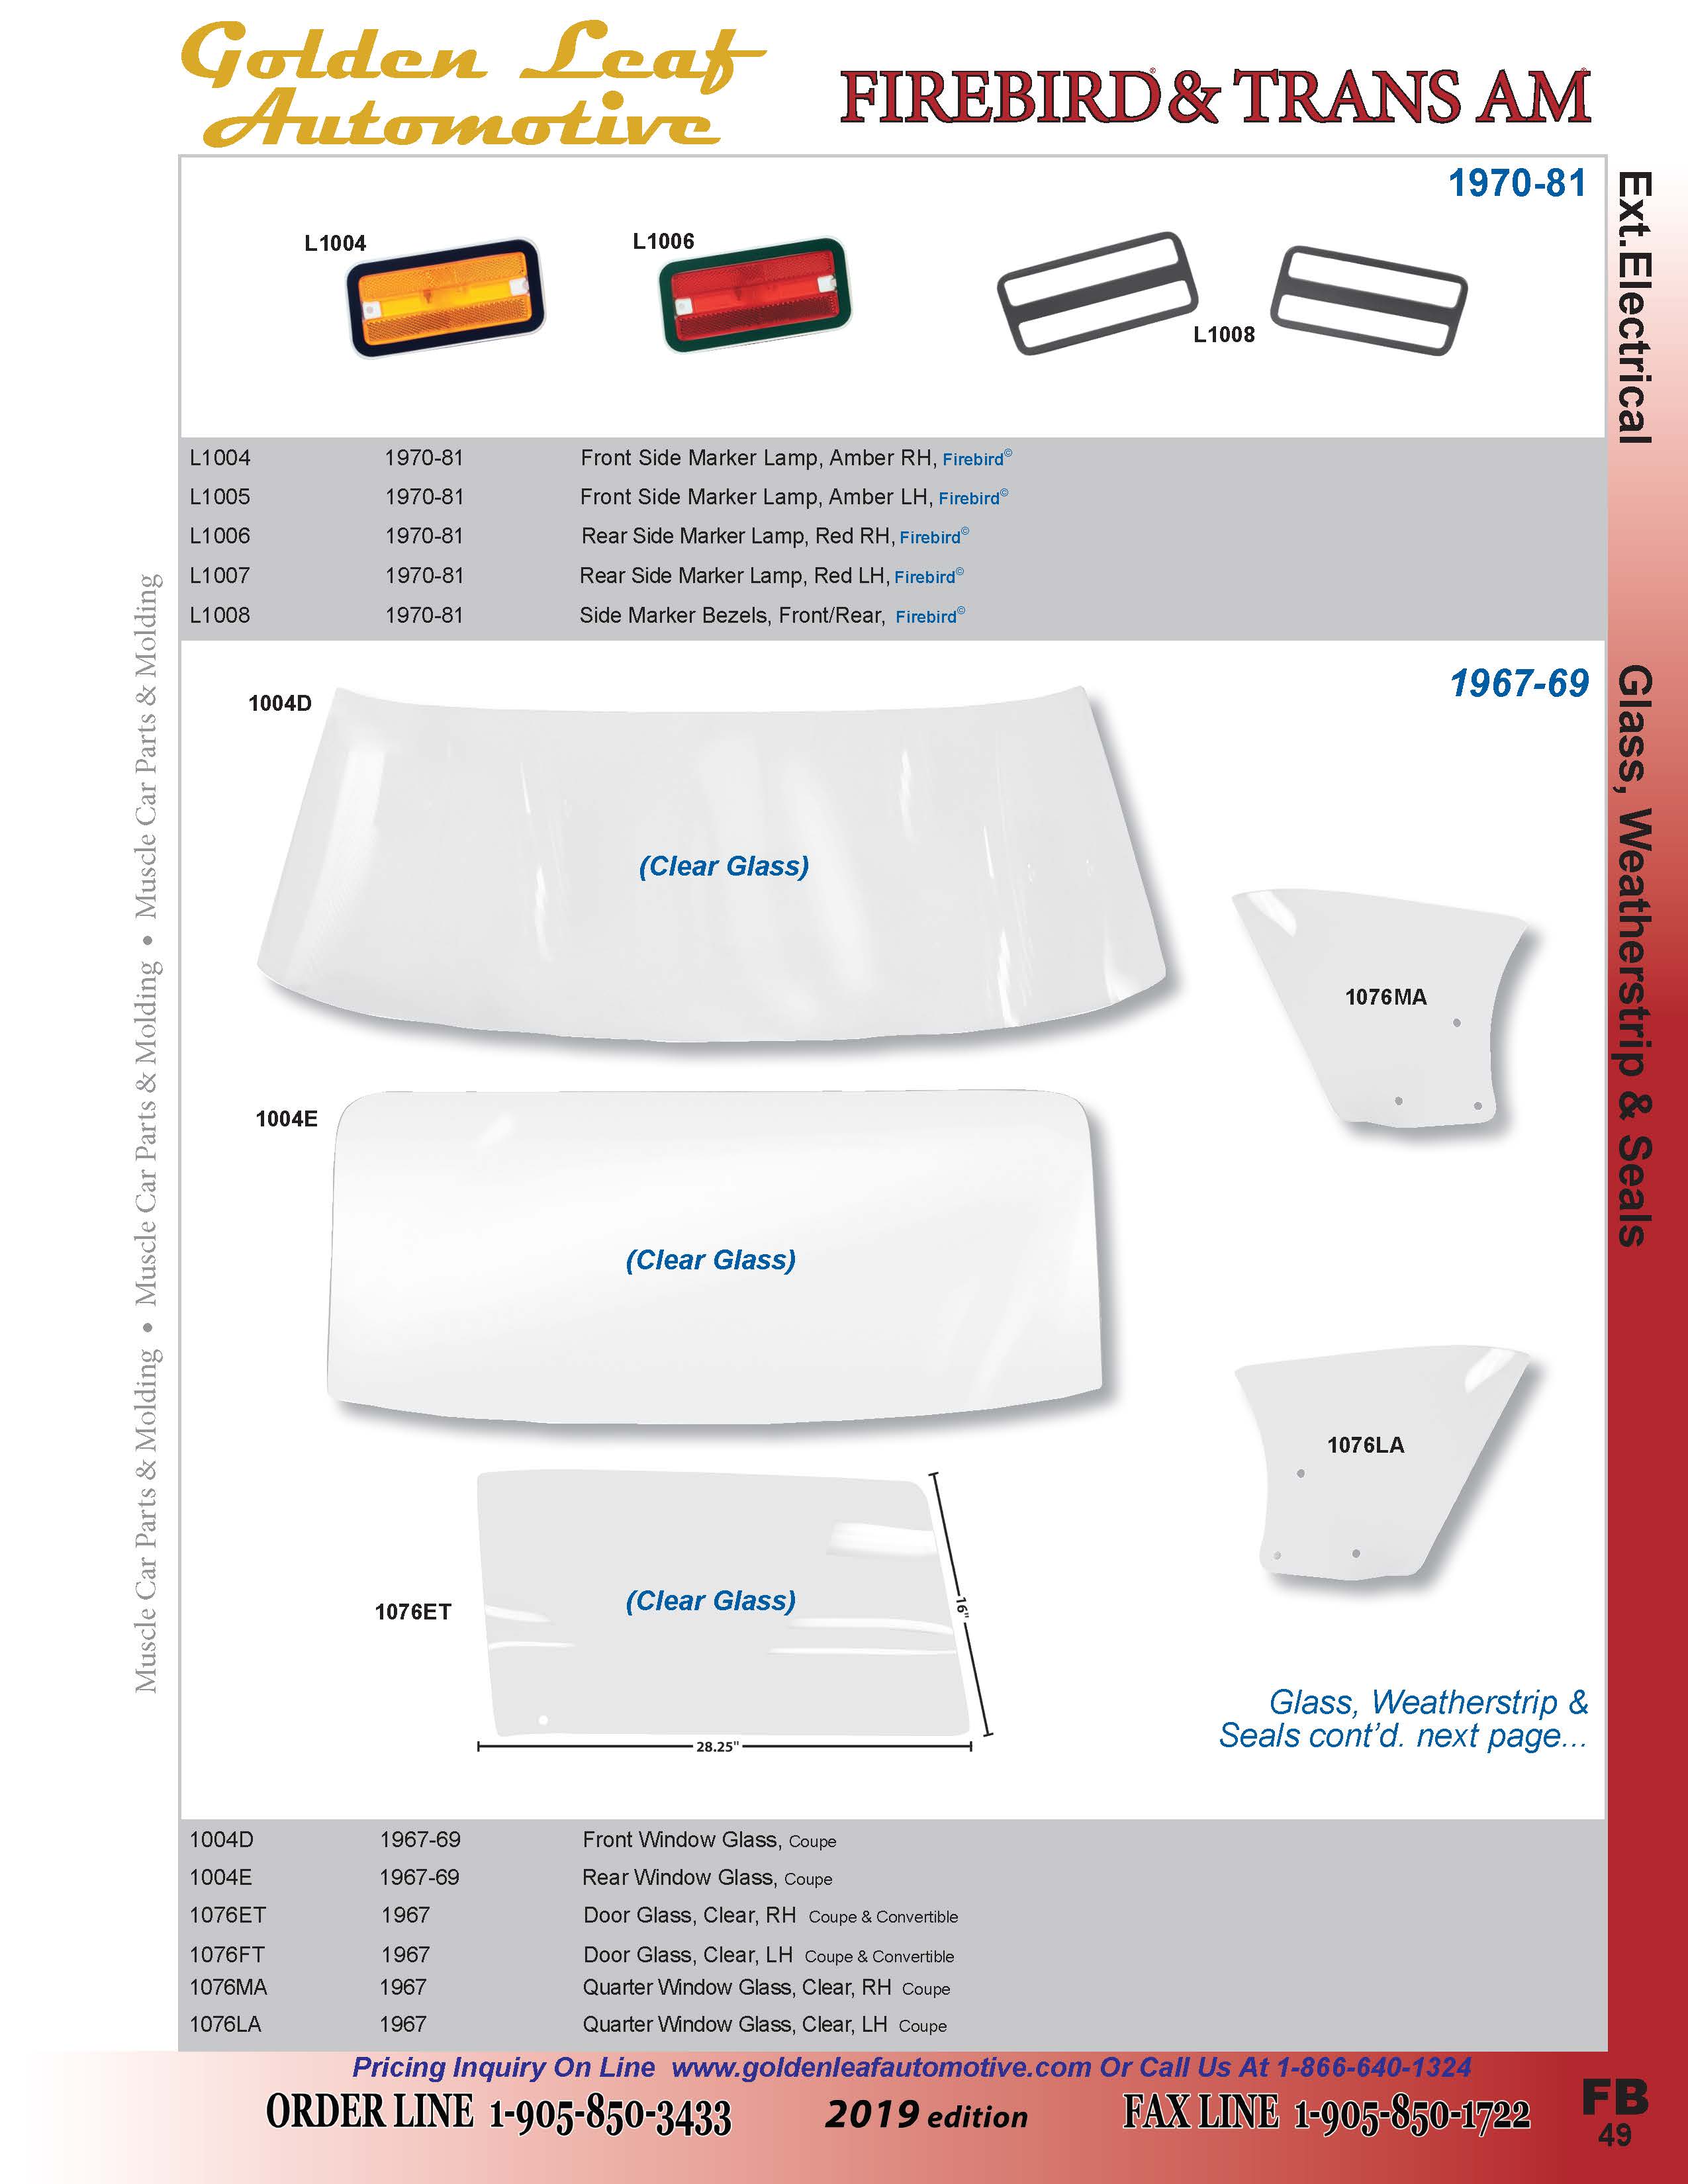 Golden Leaf
Automotive
FIREBIRD® & TRANS AM®
1970-81
L1004
L1006
L1008
L1004 1970-81 Front Side Marker Lamp, Amber RH, Firebird©
L1005 1970-81 Front Side Marker Lamp, Amber LH, Firebird©
L1006 1970-81 Rear Side Marker Lamp, Red RH, Firebird©
L1007 1970-81 Rear Side Marker Lamp, Red LH, Firebird©
L1008 1970-81 Side Marker Bezels, Front/Rear, Firebird©
1967-69
1004D
(Clear Glass)
1076MA
1004E
(Clear Glass)
1076LA
1076ET
(Clear Glass)
16"
28.25"
Glass, Weatherstrip &
Seals cont'd. next page...
1004D 1967-69 Front Window Glass, Coupe
1004E 1967-69 Rear Window Glass, Coupe
1076ET 1967 Door Glass, Clear, RH Coupe & Convertible
1076FT 1967 Door Glass, Clear, LH Coupe & Convertible
1076MA 1967 Quarter Window Glass, Clear, RH Coupe
1076LA 1967 Quarter Window Glass, Clear, LH Coupe
Muscle Car Parts & Molding • Muscle Car Parts & Molding • Muscle Car Parts & Molding
Ext.Electrical
Glass, Weatherstrip & Seals
Pricing Inquiry On Line www.goldenleafautomotive.com Or Call Us At 1-866-640-1324
ORDER LINE 1-905-850-3433 2019 edition FAX LINE 1-905-850-1722
FB
49